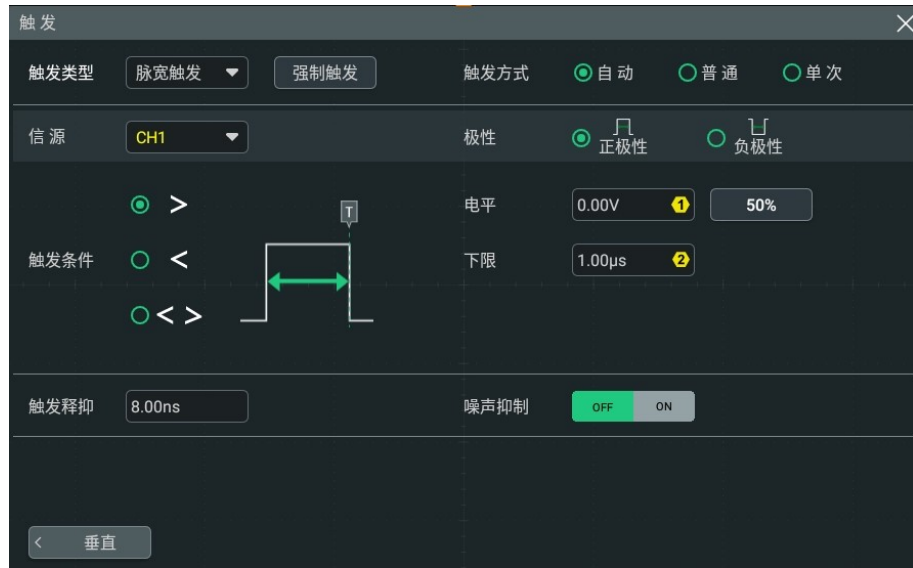 触发
触发类型 脉宽触发 强制触发 触发方式 自动 普通 单次
信源 CH1 极性 正极性 负极性
> T 电平 0.00V 1 50%
触发条件 < 下限 1.00μs 2
< >
触发释抑 8.00ns 噪声抑制 OFF ON
< 垂直